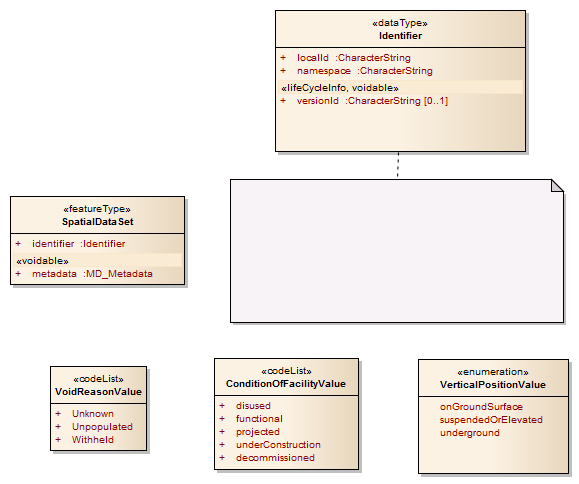 «dataType»
Identifier
+ localId :CharacterString
+ namespace :CharacterString
«lifeCycleInfo, voidable»
+ versionId :CharacterString [0..1]
«featureType»
SpatialDataSet
+ identifier :Identifier
«voidable»
+ metadata :MD_Metadata
«codeList»
VoidReasonValue
+ Unknown
+ Unpopulated
+ Withheld
«codeList»
ConditionOfFacilityValue
+ disused
+ functional
+ projected
+ underConstruction
+ decommissioned
«enumeration»
VerticalPositionValue
onGroundSurface
suspendedOrElevated
underground